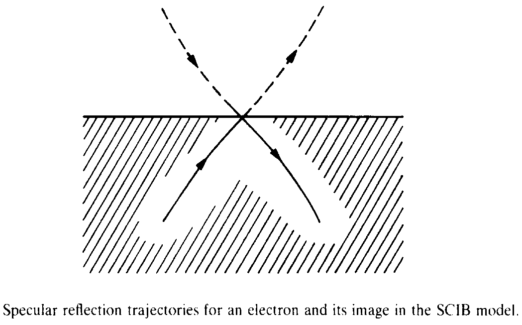 Specular reflection trajectories for an electron and its image in the SCIB model.